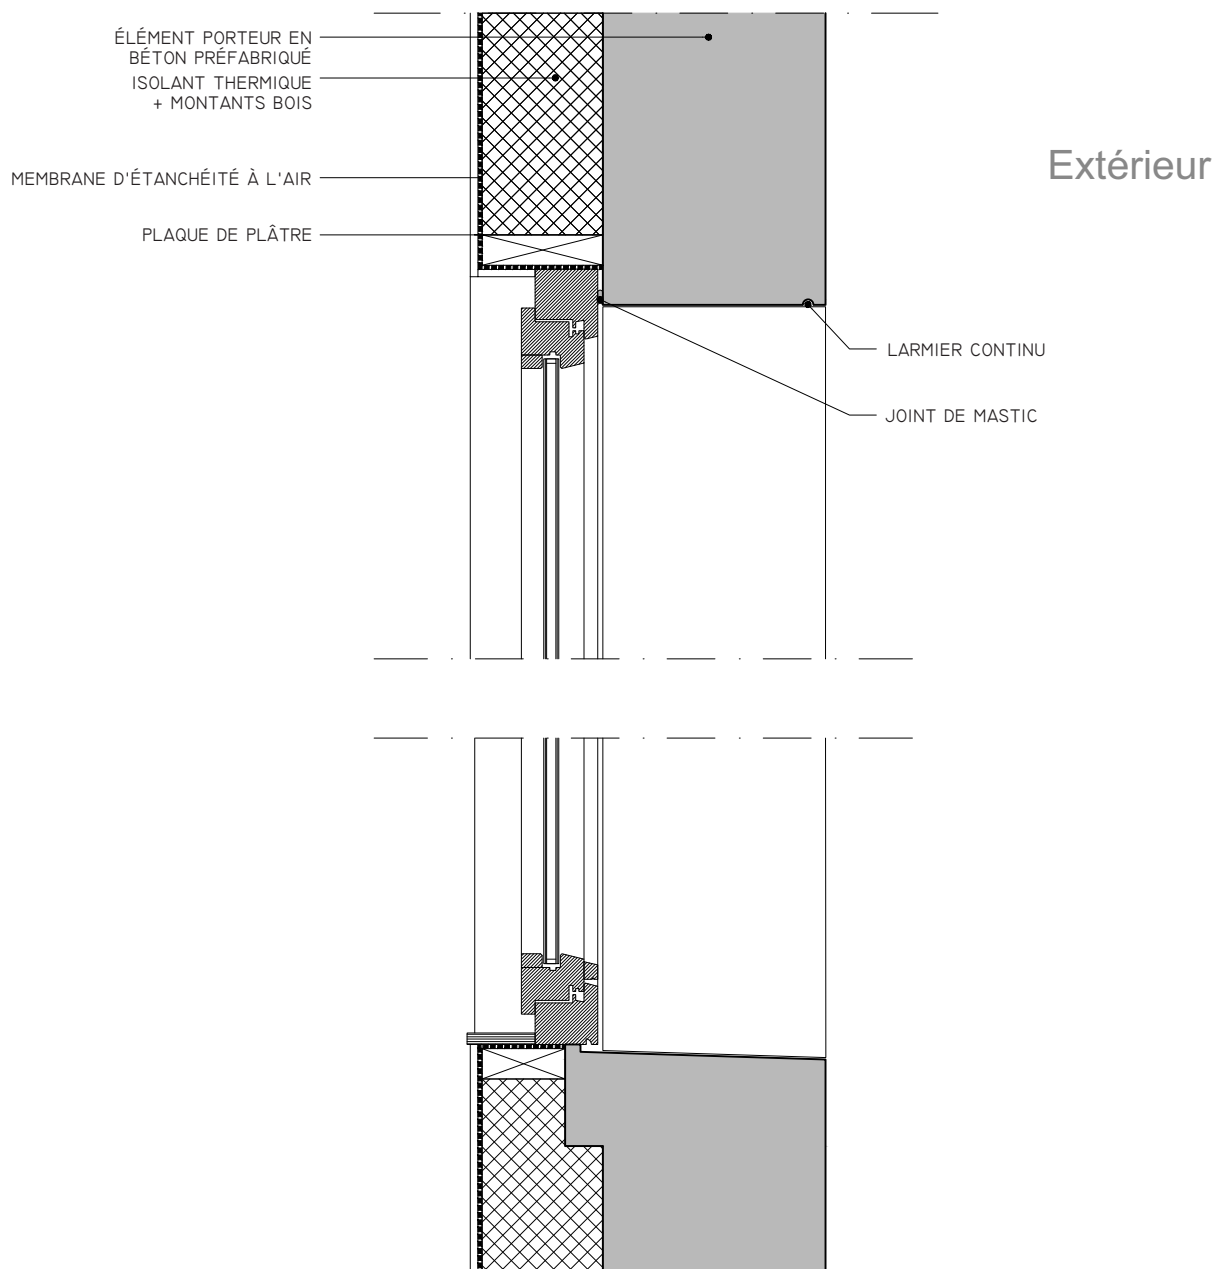 ÉLÉMENT PORTEUR EN
BÉTON PRÉFABRIQUÉ
ISOLANT THERMIQUE
+ MONTANTS BOIS
MEMBRANE D'ÉTANCHÉITÉ À L'AIR
PLAQUE DE PLÂTRE
Extérieur
LARMIER CONTINU
JOINT DE MASTIC